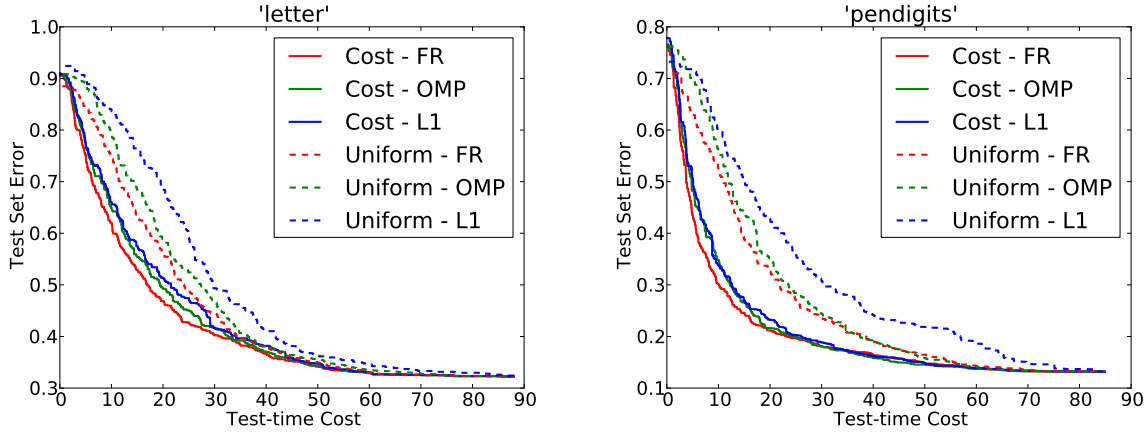 'letter'
1.0
0.9
0.8
0.7
0.6
0.5
0.4
0.3
Test Set Error
0 10 20 30 40 50 60 70 80 90
Test-time Cost
Cost - FR
Cost - OMP
Cost - L1
Uniform - FR
Uniform - OMP
Uniform - L1
'pendigits'
0.8
0.7
0.6
0.5
0.4
0.3
0.2
0.1
Test Set Error
0 10 20 30 40 50 60 70 80 90
Test-time Cost
Cost - FR
Cost - OMP
Cost - L1
Uniform - FR
Uniform - OMP
Uniform - L1